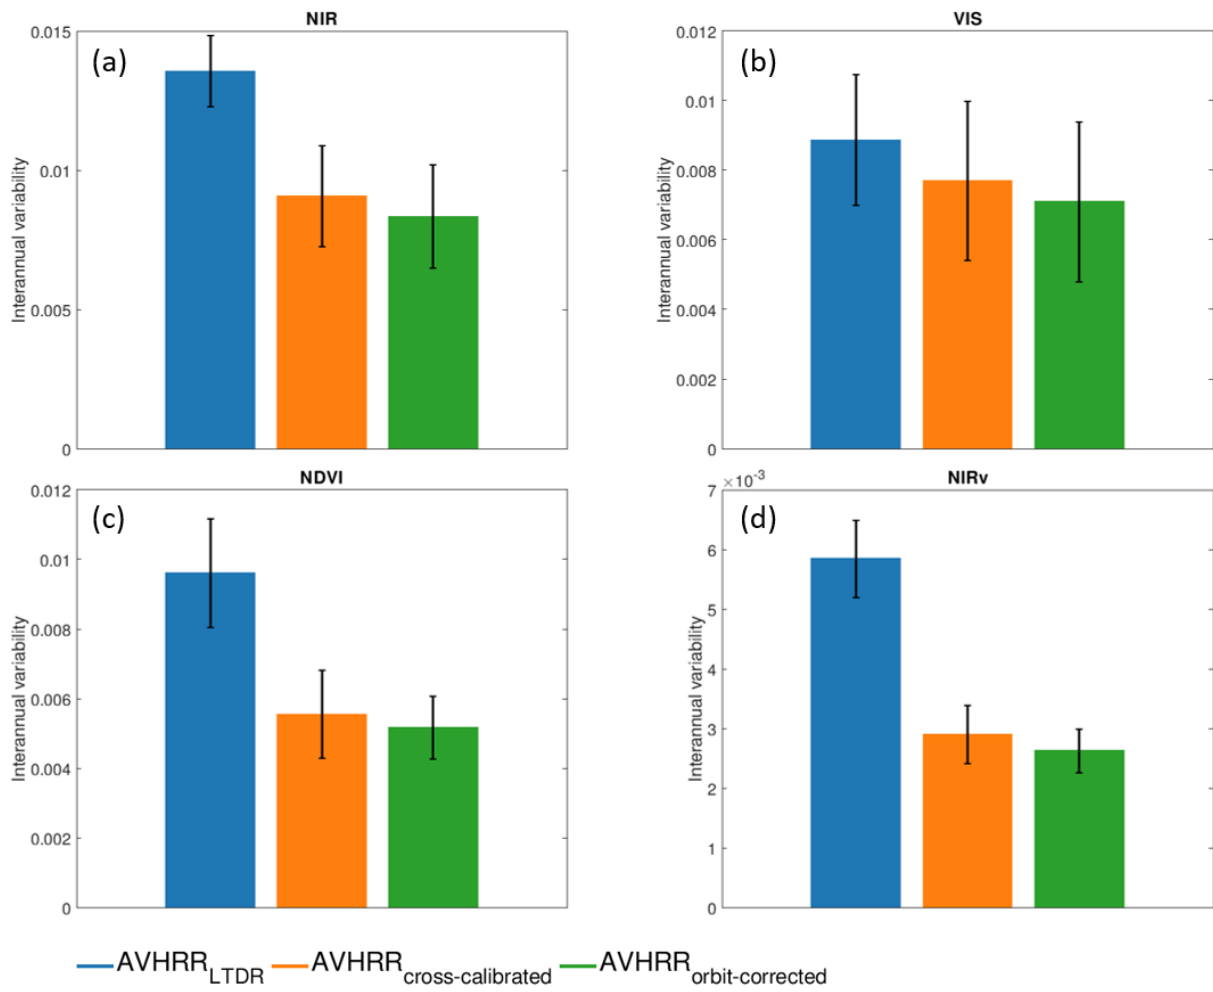 NIR
(a)
0.015
0.01
0.005
0
Interannual variability
VIS
(b)
0.012
0.01
0.008
0.006
0.004
0.002
0
Interannual variability
NDVI
(c)
0.012
0.01
0.008
0.006
0.004
0.002
0
Interannual variability
NIRv
×10⁻³
(d)
7
6
5
4
3
2
1
0
Interannual variability
AVHRR_LTDR AVHRR_cross-calibrated AVHRR_orbit-corrected